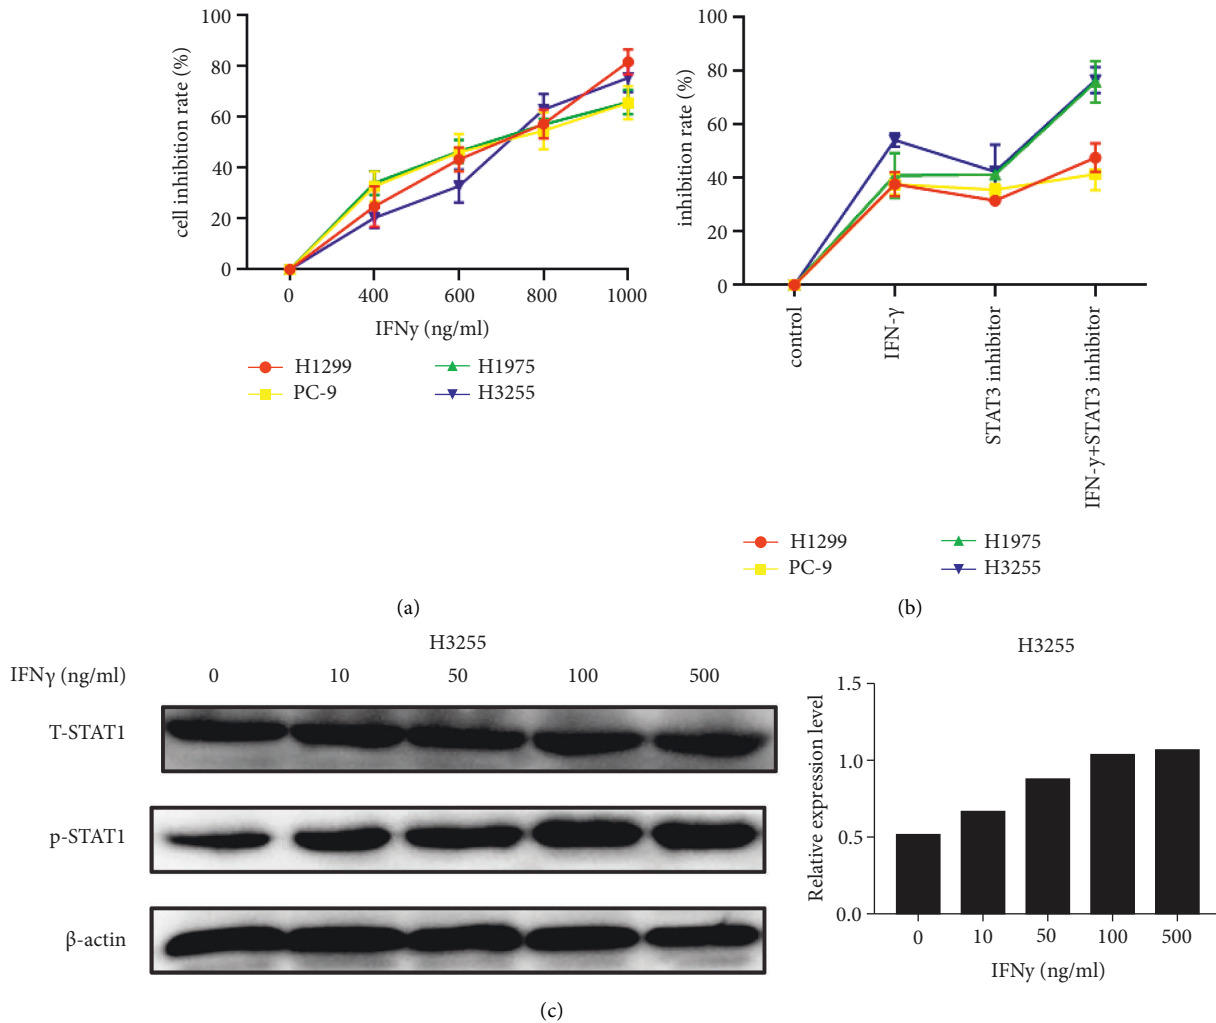 cell inhibition rate (%)
100
80
60
40
20
0
0 400 600 800 1000
IFNy (ng/ml)
H1299 H1975
PC-9 H3255
(a)
inhibition rate (%)
100
80
60
40
20
0
control
IFN-γ
STAT3 inhibitor
IFN-y+STAT3 inhibitor
H1299 H1975
PC-9 H3255
(b)
H3255
IFNγ (ng/ml) 0 10 50 100 500
T-STAT1
p-STAT1
β-actin
H3255
Relative expression level
1.5
1.0
0.5
0.0
0 10 50 100 500
IFNy (ng/ml)
(c)